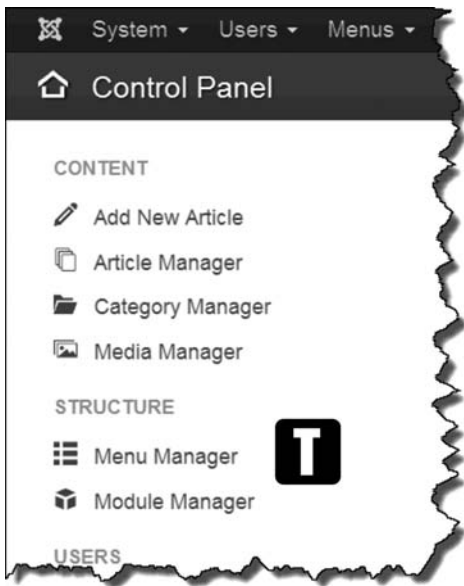 System Users Menus
Control Panel
CONTENT
Add New Article
Article Manager
Category Manager
Media Manager
STRUCTURE
Menu Manager
T
Module Manager
USERS